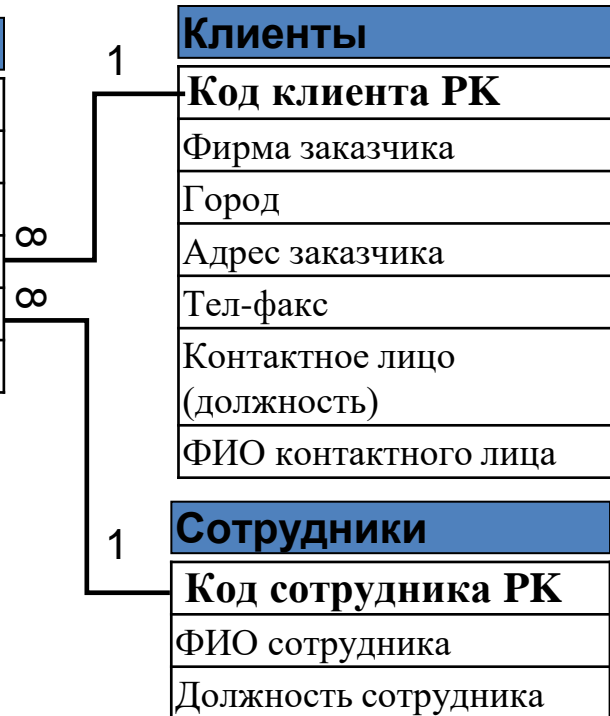 Клиенты
1
Код клиента PK
Фирма заказчика
Город
∞
Адрес заказчика
∞
Тел-факс
Контактное лицо
(должность)
ФИО контактного лица
Сотрудники
1
Код сотрудника PK
ФИО сотрудника
Должность сотрудника